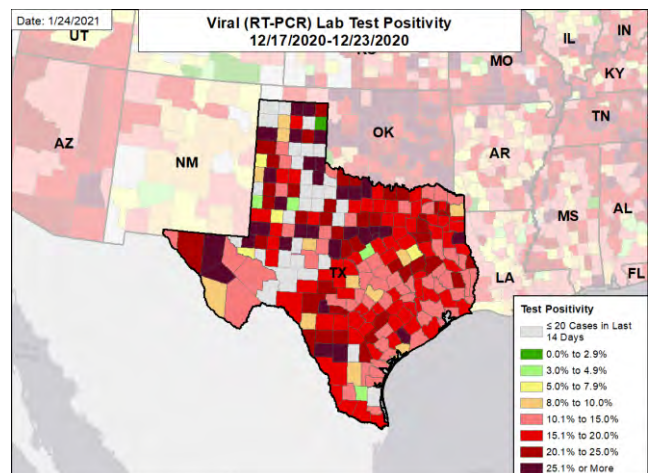 Date: 1/24/2021
Viral (RT-PCR) Lab Test Positivity
12/17/2020-12/23/2020
UT
IL
IN
MO
KY
TN
AZ
NM
OK
AR
MS
AL
TX
LA
FL
Test Positivity
≤ 20 Cases in Last
14 Days
0.0% to 2.9%
3.0% to 4.9%
5.0% to 7.9%
8.0% to 10.0%
10.1% to 15.0%
15.1% to 20.0%
20.1% to 25.0%
25.1% or More